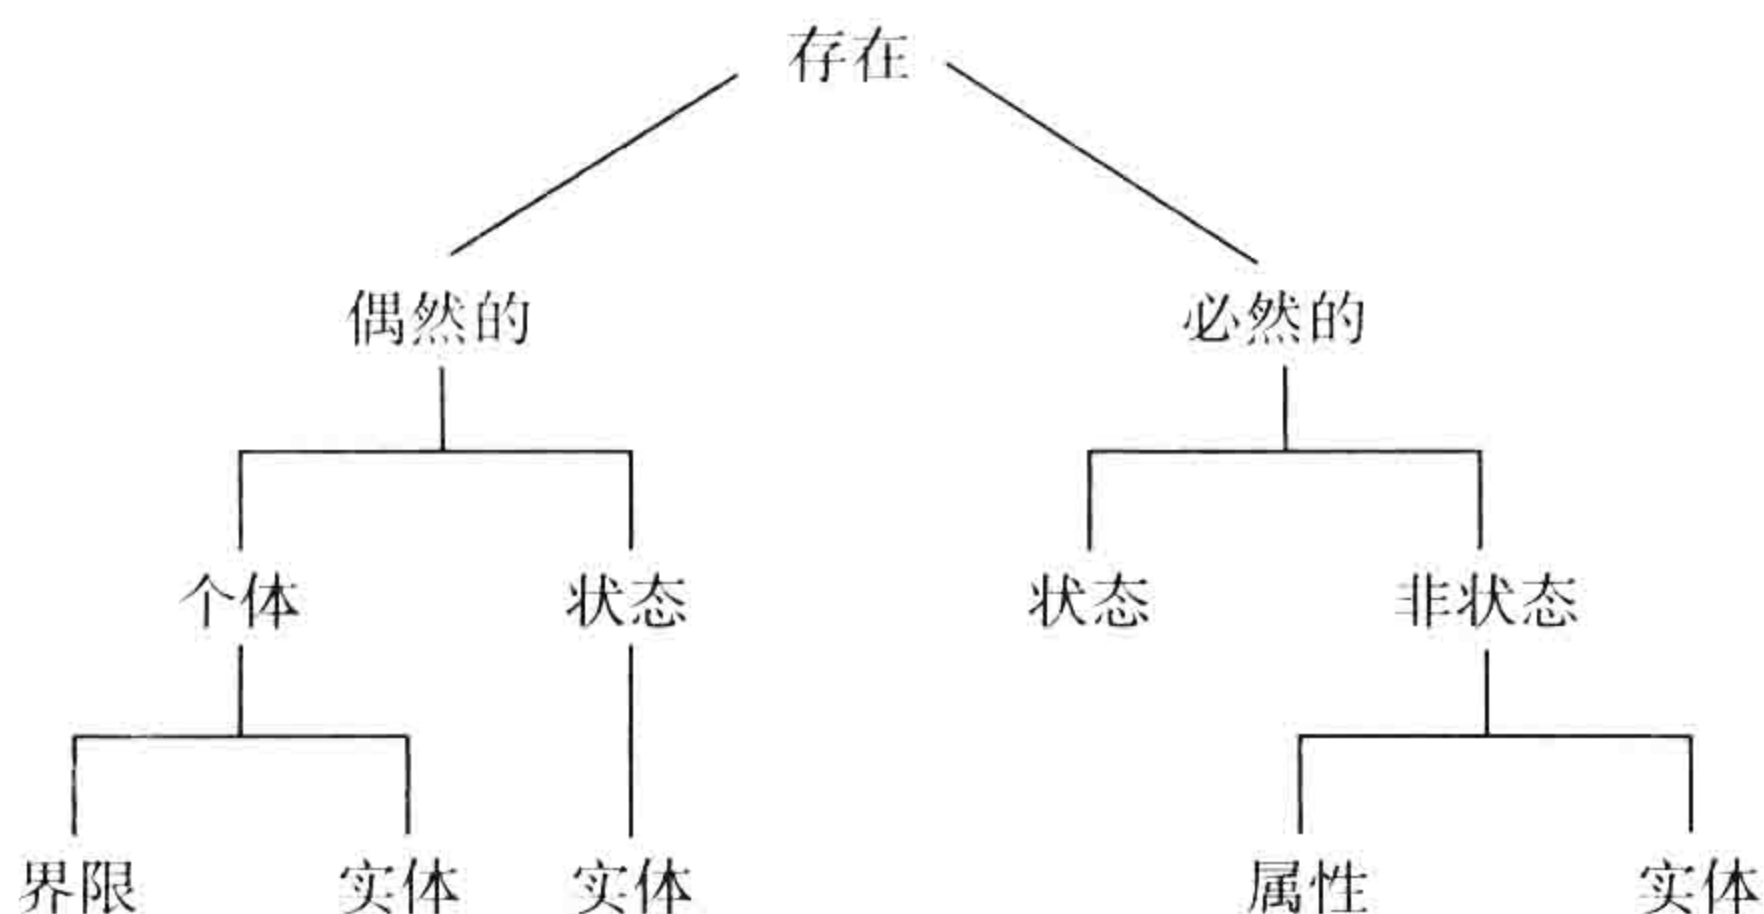 存在
偶然的 必然的
个体 状态 状态 非状态
界限 实体 实体 属性 实体